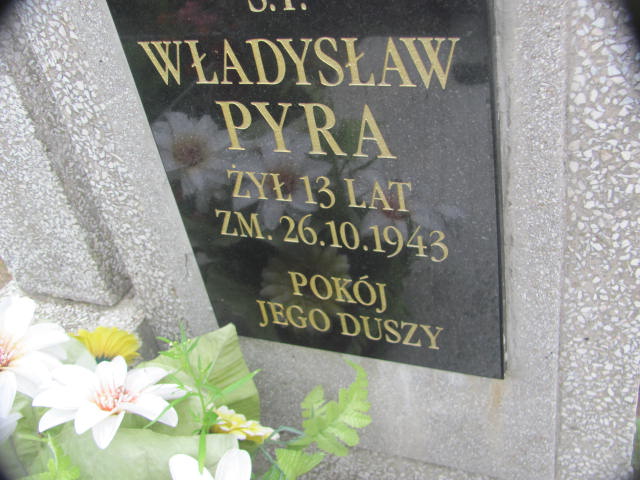 Ś.P.
WŁADYSŁAW
PYRA
ŻYŁ 13 LAT
ZM. 26.10.1943
POKÓJ
JEGO DUSZY